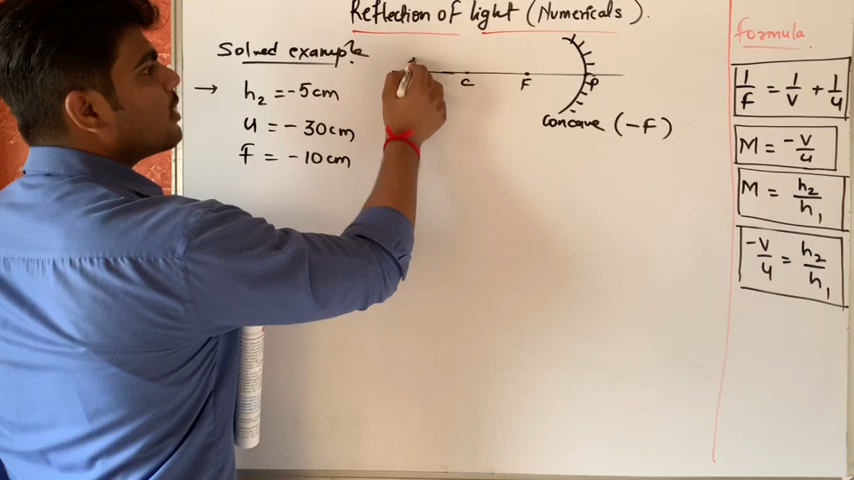 Reflection of light (Numericals).
Solved example
→ h₂ = -5cm
u = - 30cm
F = - 10cm
C F P
Concave (-F)
Formula
1/F = 1/V + 1/u
M = -V/u
M = h₂/h₁
-V/u = h₂/h₁